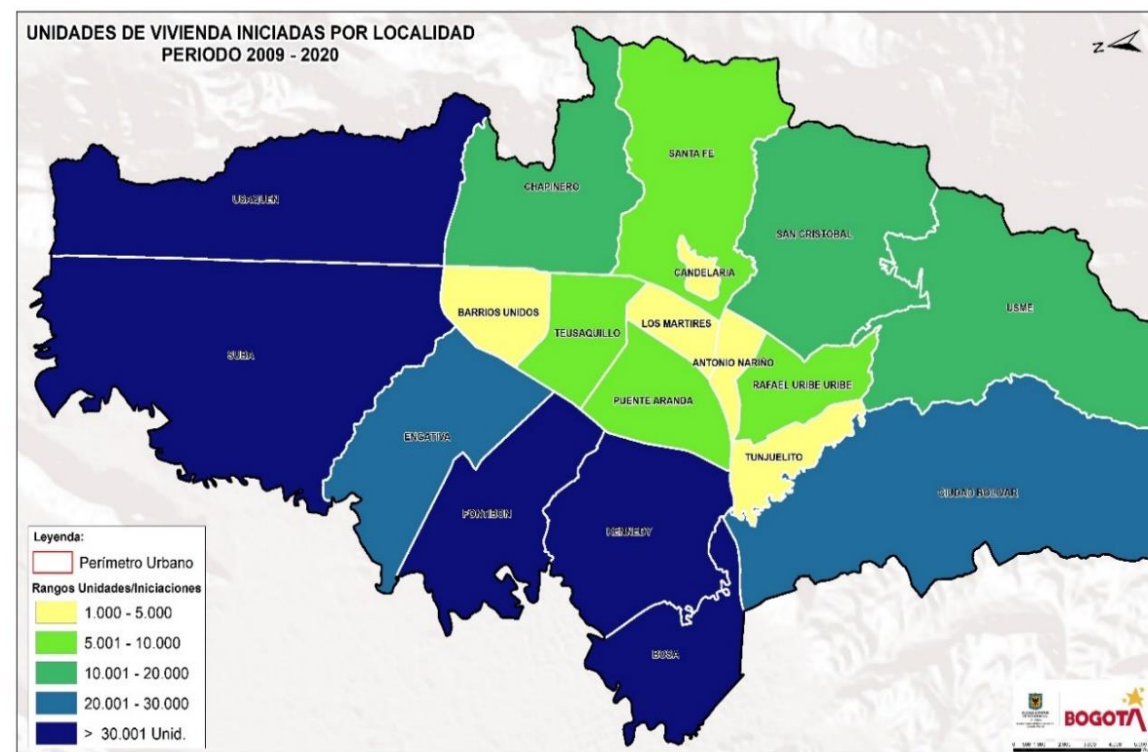 UNIDADES DE VIVIENDA INICIADAS POR LOCALIDAD
PERIODO 2009 - 2020
Z
SANTA FE
CHAPINERO
USAQUEN
SAN CRISTOBAL
CANDELARIA
USME
BARRIOS UNIDOS
LOS MARTIRES
TEUSAQUILLO
SUBA
ANTONIO NARIÑO
RAFAEL URIBE URIBE
PUENTE ARANDA
ENGATIVA
TUNJUELITO
CIUDAD BOLIVAR
FONTIBON
KENNEDY
BOSA
Leyenda:
Perímetro Urbano
Rangos Unidades/Iniciaciones
1.000 - 5.000
5.001 - 10.000
10.001 - 20.000
20.001 - 30.000
> 30.001 Unid.
BOGOTÁ